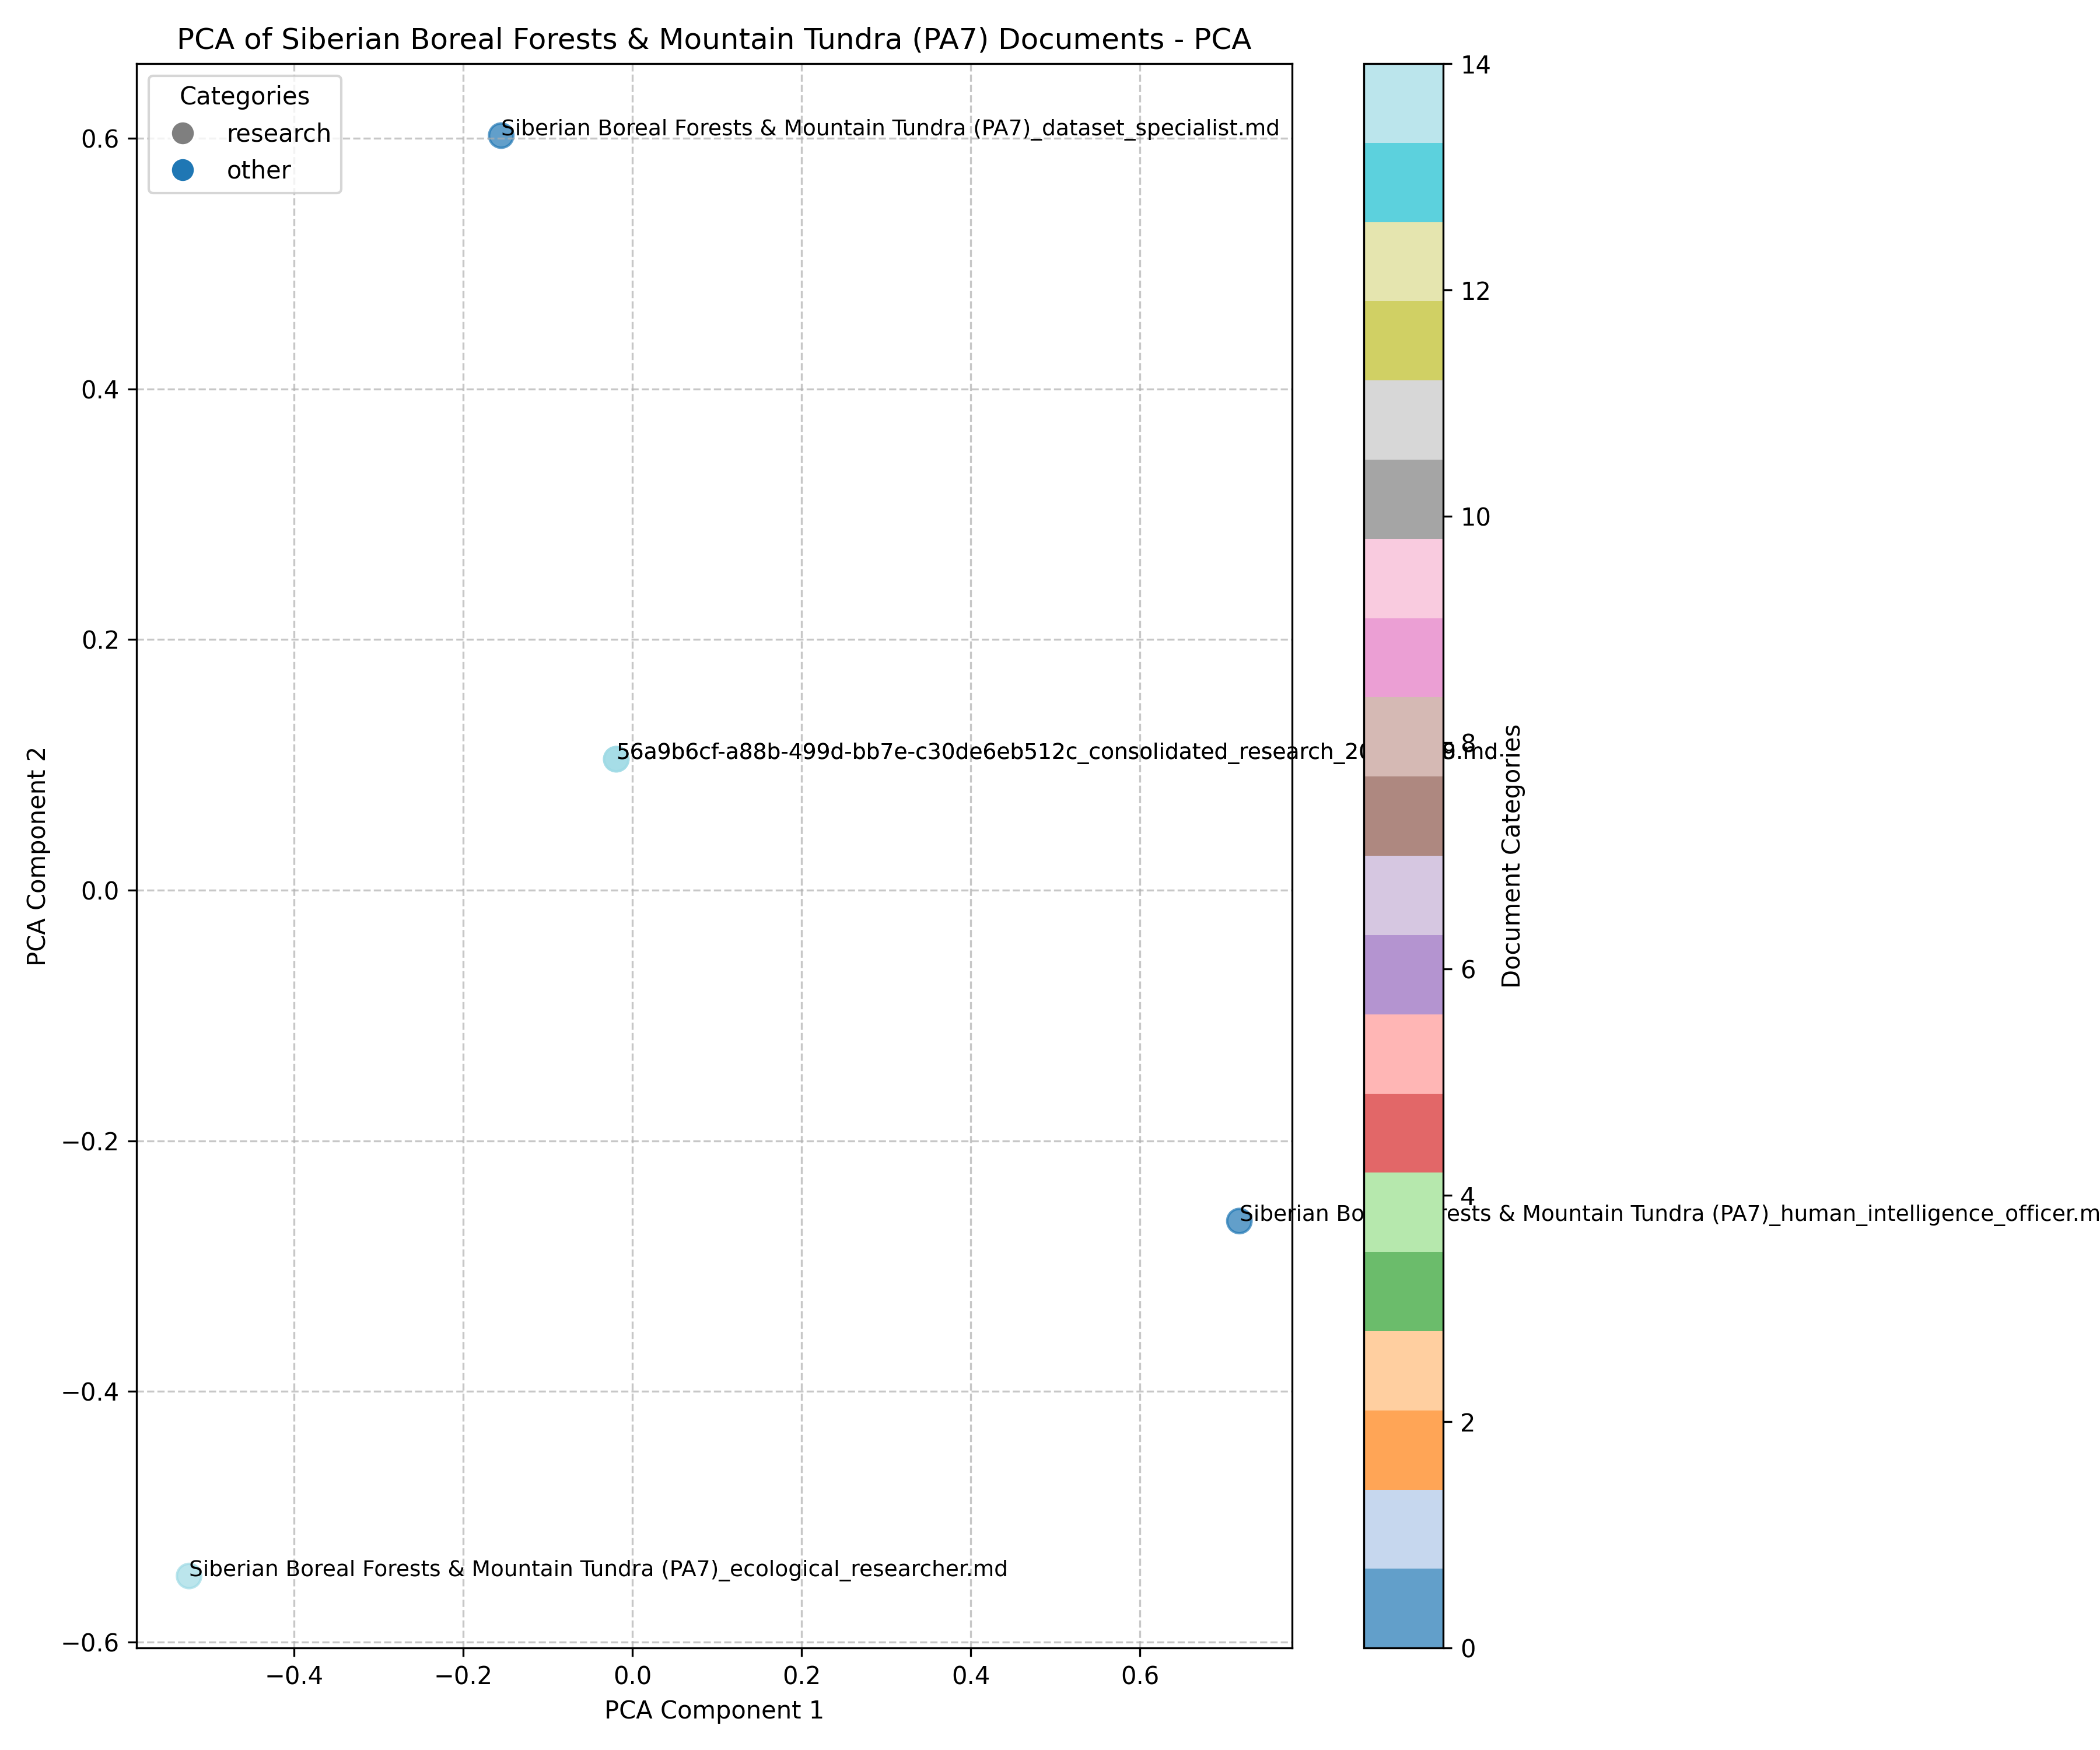 PCA of Siberian Boreal Forests & Mountain Tundra (PA7) Documents - PCA
Categories
research
other
Siberian Boreal Forests & Mountain Tundra (PA7)_dataset_specialist.md
56a9b6cf-a88b-499d-bb7e-c30de6eb512c_consolidated_research_20
.md
Siberian Bo
rests & Mountain Tundra (PA7)_human_intelligence_officer.m
Siberian Boreal Forests & Mountain Tundra (PA7)_ecological_researcher.md
PCA Component 2
0.6
0.4
0.2
0.0
−0.2
−0.4
−0.6
−0.4
−0.2
0.0
0.2
0.4
0.6
PCA Component 1
14
12
10
8
6
4
2
0
Document Categories